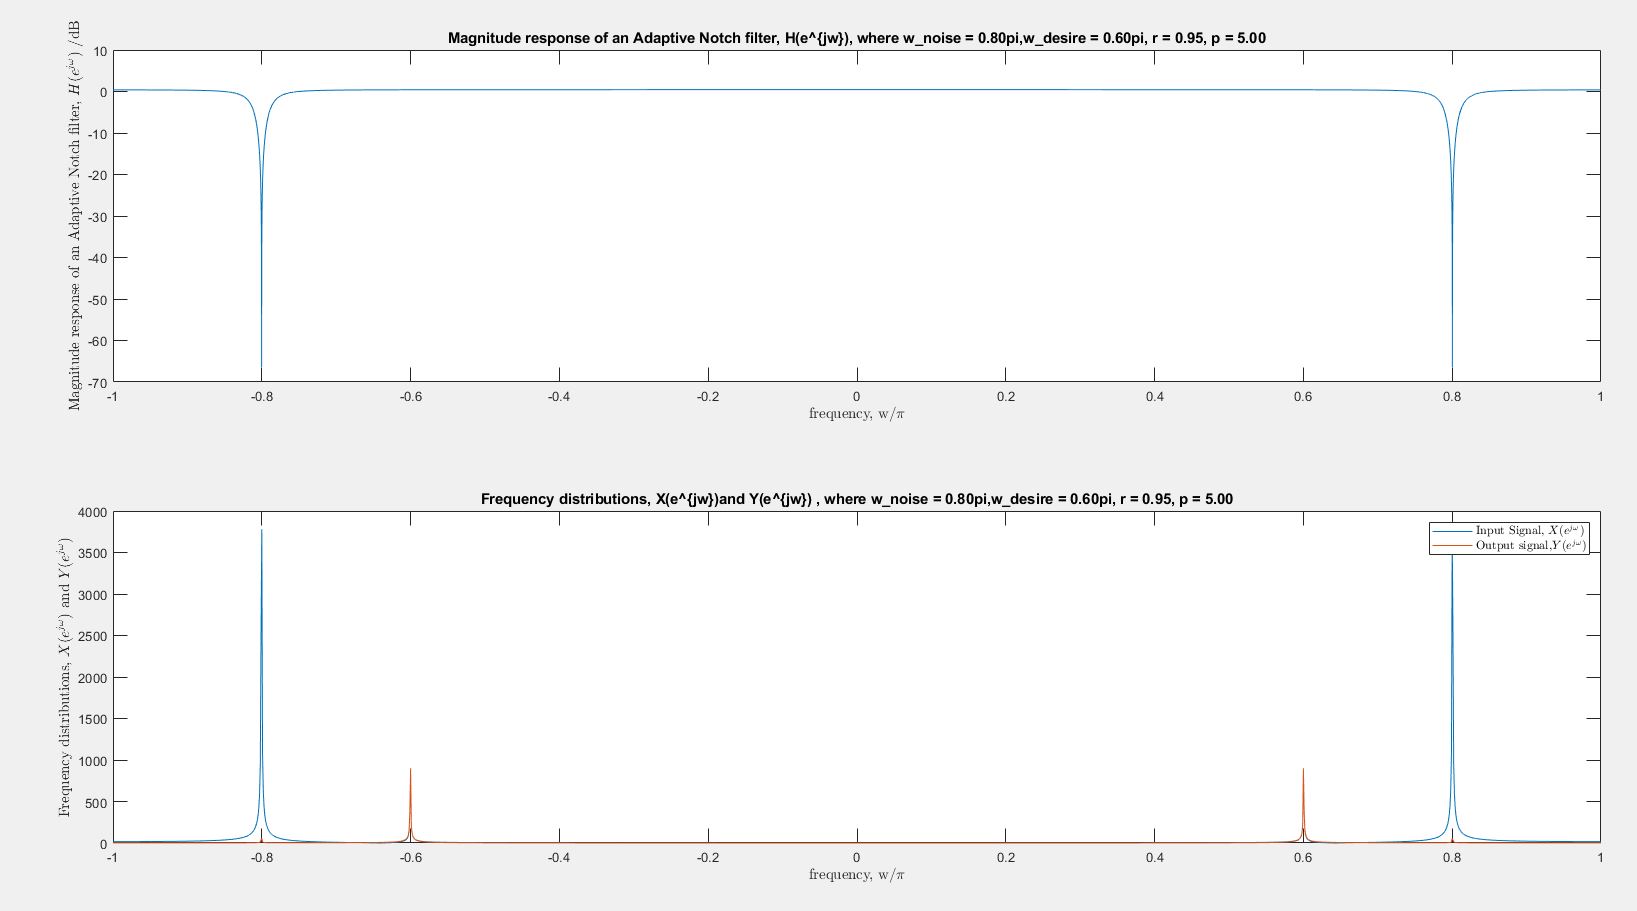 Magnitude response of an Adaptive Notch filter, H(e^{jw}), where w_noise = 0.80pi,w_desire = 0.60pi, r = 0.95, p = 5.00
Magnitude response of an Adaptive Notch filter, H(e^{jω}) /dB
10
0
-10
-20
-30
-40
-50
-60
-70
-1 -0.8 -0.6 -0.4 -0.2 0 0.2 0.4 0.6 0.8 1
frequency, w/π
Frequency distributions, X(e^{jw})and Y(e^{jw}) , where w_noise = 0.80pi,w_desire = 0.60pi, r = 0.95, p = 5.00
Frequency distributions, X(e^{jω}) and Y(e^{jω})
4000
3500
3000
2500
2000
1500
1000
500
0
Input Signal, X(e^{jω})
Output signal,Y(e^{jω})
-1 -0.8 -0.6 -0.4 -0.2 0 0.2 0.4 0.6 0.8 1
frequency, w/π